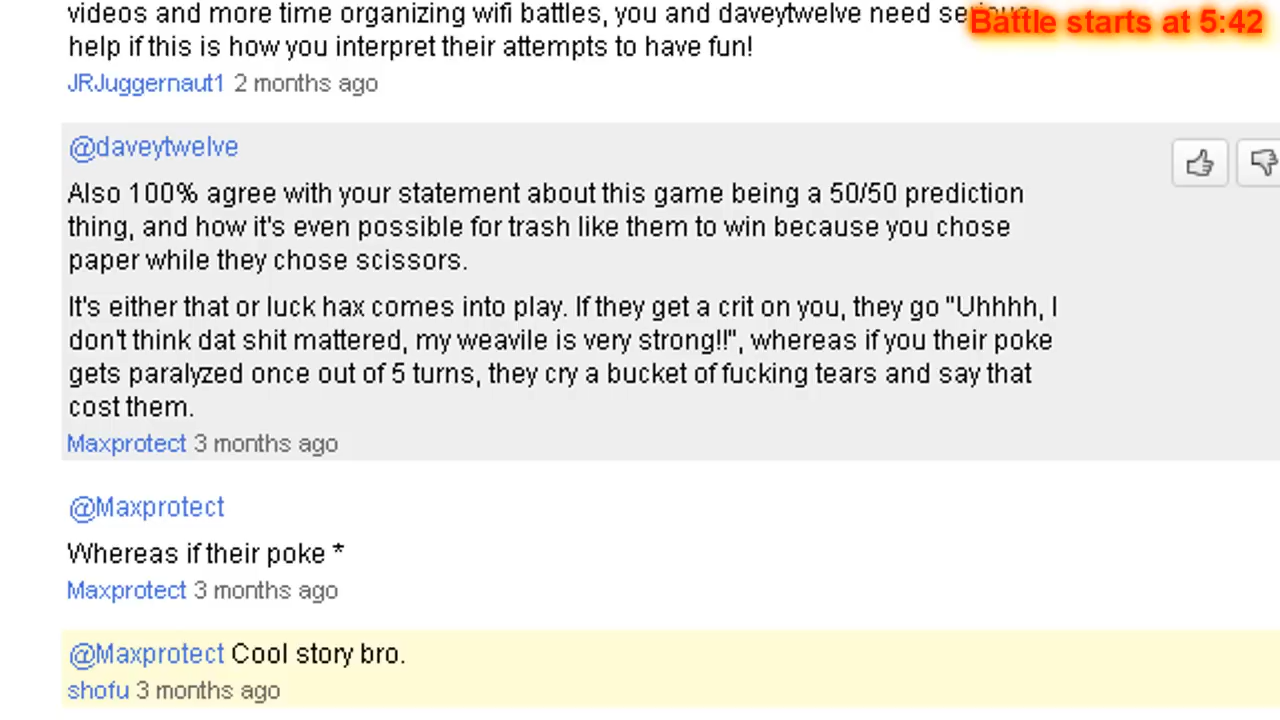 videos and more time organizing wifi battles, you and daveytwelve need serious
Battle starts at 5:42
help if this is how you interpret their attempts to have fun!
JRJuggernaut1 2 months ago
@daveytwelve
Also 100% agree with your statement about this game being a 50/50 prediction
thing, and how it's even possible for trash like them to win because you chose
paper while they chose scissors.
It's either that or luck hax comes into play. If they get a crit on you, they go "Uhhhh, I
don't think dat shit mattered, my weavile is very strong!!", whereas if you their poke
gets paralyzed once out of 5 turns, they cry a bucket of fucking tears and say that
cost them.
Maxprotect 3 months ago
@Maxprotect
Whereas if their poke *
Maxprotect 3 months ago
@Maxprotect Cool story bro.
shofu 3 months ago